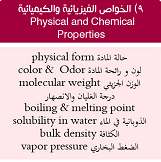 ٩) الخواص الفيزيائية والكيميائية
Physical and Chemical
Properties
حالة المادة physical form
لون و رائحة المادة color & Odor
الوزن الجزيئي molecular weight
درجة الغليان والانصهار
boiling & melting point
الذوبانية في الماء solubility in water
الكثافة bulk density
الضغط البخاري vapor pressure